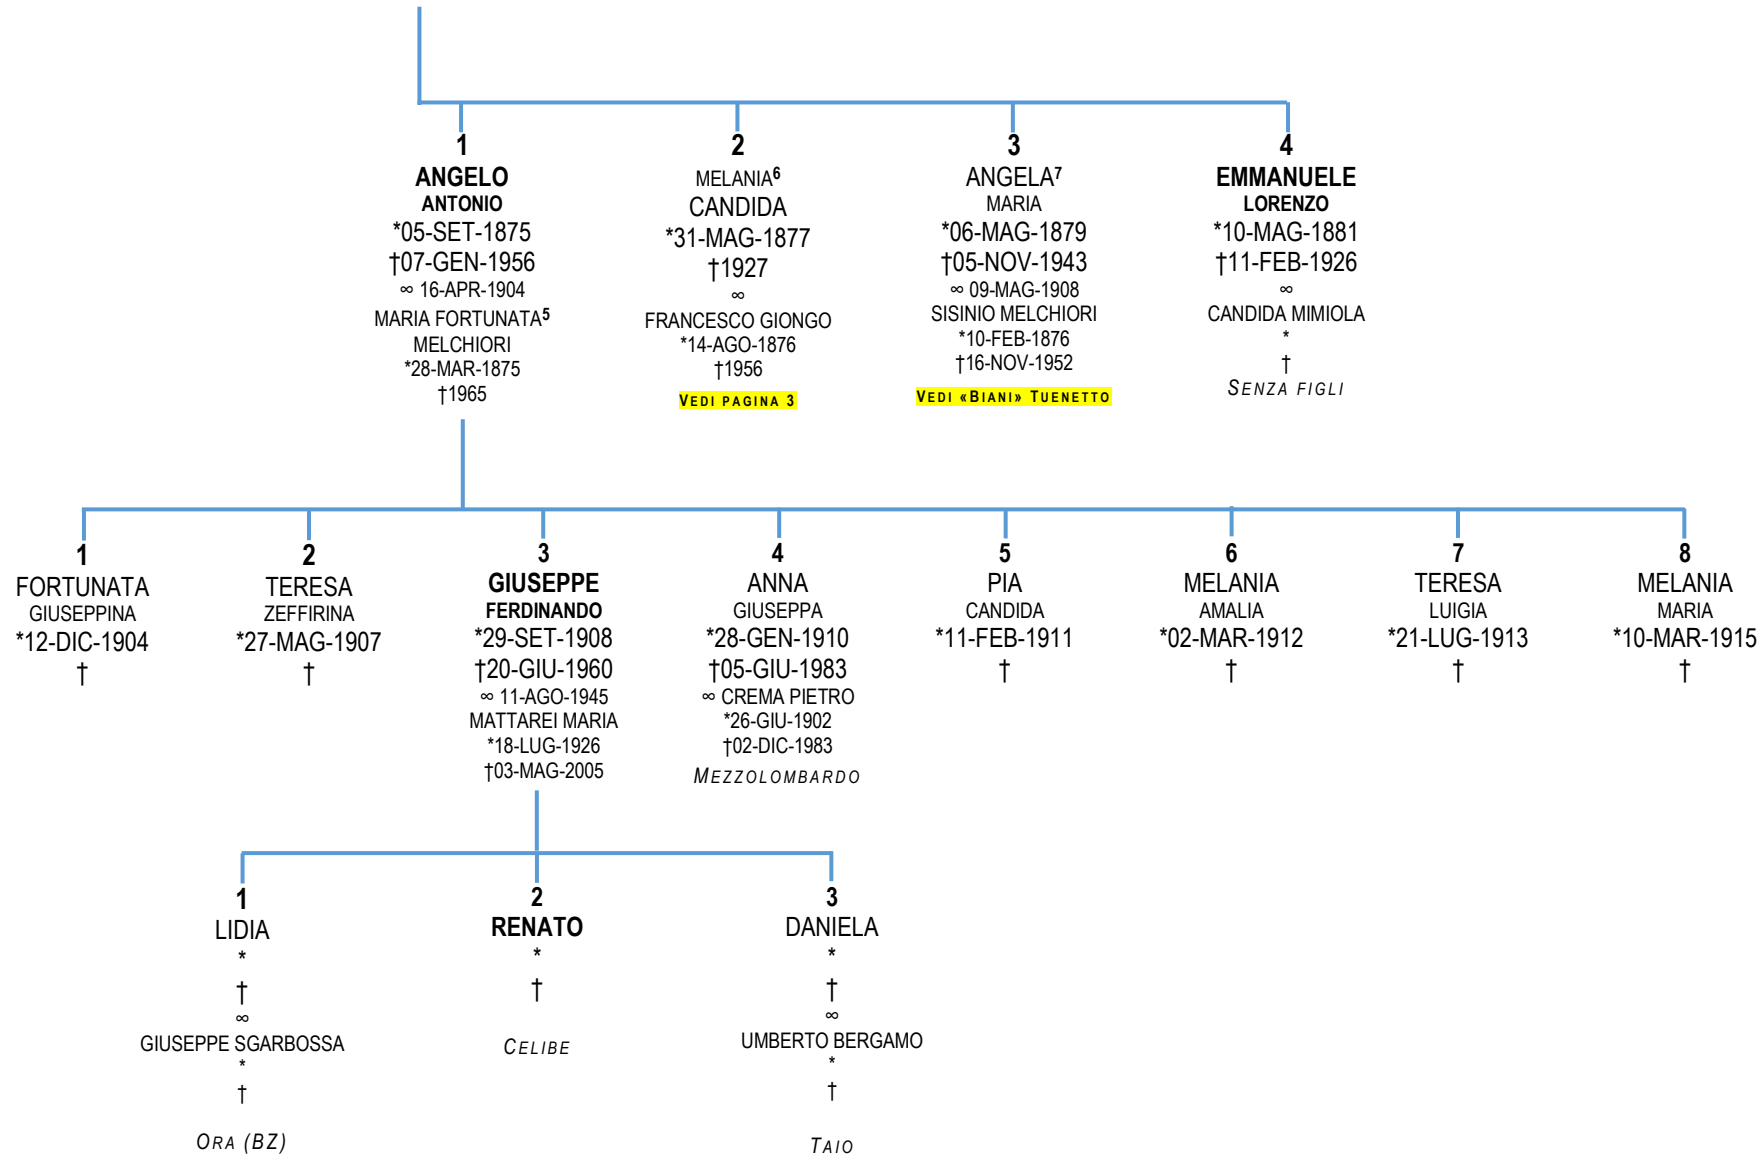 1
ANGELO
ANTONIO
*05-SET-1875
†07-GEN-1956
∞ 16-APR-1904
MARIA FORTUNATA5
MELCHIORI
*28-MAR-1875
†1965
2
MELANIA6
CANDIDA
*31-MAG-1877
†1927
∞
FRANCESCO GIONGO
*14-AGO-1876
†1956
VEDI PAGINA 3
3
ANGELA7
MARIA
*06-MAG-1879
†05-NOV-1943
∞ 09-MAG-1908
SISINIO MELCHIORI
*10-FEB-1876
†16-NOV-1952
VEDI «BIANI» TUENETTO
4
EMMANUELE
LORENZO
*10-MAG-1881
†11-FEB-1926
∞
CANDIDA MIMIOLA
*
†
SENZA FIGLI
1
FORTUNATA
GIUSEPPINA
*12-DIC-1904
†
2
TERESA
ZEFFIRINA
*27-MAG-1907
†
3
GIUSEPPE
FERDINANDO
*29-SET-1908
†20-GIU-1960
∞ 11-AGO-1945
MATTAREI MARIA
*18-LUG-1926
†03-MAG-2005
4
ANNA
GIUSEPPA
*28-GEN-1910
†05-GIU-1983
∞ CREMA PIETRO
*26-GIU-1902
†02-DIC-1983
MEZZOLOMBARDO
5
PIA
CANDIDA
*11-FEB-1911
†
6
MELANIA
AMALIA
*02-MAR-1912
†
7
TERESA
LUIGIA
*21-LUG-1913
†
8
MELANIA
MARIA
*10-MAR-1915
†
1
LIDIA
*
†
∞
GIUSEPPE SGARBOSSA
*
†
ORA (BZ)
2
RENATO
*
†
CELIBE
3
DANIELA
*
†
∞
UMBERTO BERGAMO
*
†
TAIO